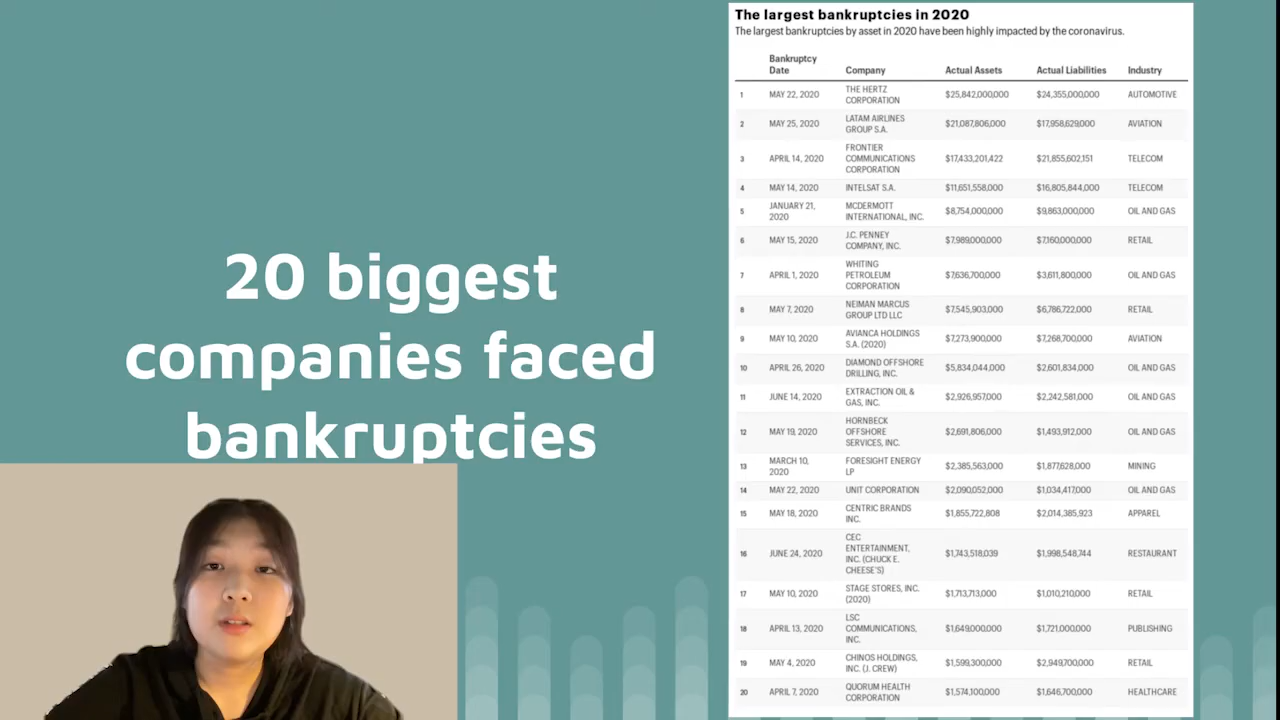 20 biggest
companies faced
bankruptcies
The largest bankruptcies in 2020
The largest bankruptcies by asset in 2020 have been highly impacted by the coronavirus.
Bankruptcy Date Company Actual Assets Actual Liabilities Industry
1 MAY 22, 2020 THE HERTZ CORPORATION $25,842,000,000 $24,355,000,000 AUTOMOTIVE
2 MAY 25, 2020 LATAM AIRLINES GROUP S.A. $21,087,806,000 $17,958,629,000 AVIATION
3 APRIL 14, 2020 FRONTIER COMMUNICATIONS CORPORATION $17,433,201,422 $21,855,602,151 TELECOM
4 MAY 14, 2020 INTELSAT S.A. $11,651,558,000 $16,805,844,000 TELECOM
5 JANUARY 21, 2020 MCDERMOTT INTERNATIONAL, INC. $8,754,000,000 $9,863,000,000 OIL AND GAS
6 MAY 15, 2020 J.C. PENNEY COMPANY, INC. $7,989,000,000 $7,160,000,000 RETAIL
7 APRIL 1, 2020 WHITING PETROLEUM CORPORATION $7,636,700,000 $3,611,800,000 OIL AND GAS
8 MAY 7, 2020 NEIMAN MARCUS GROUP LTD LLC $7,545,903,000 $6,786,722,000 RETAIL
9 MAY 10, 2020 AVIANCA HOLDINGS S.A. (2020) $7,273,900,000 $7,268,700,000 AVIATION
10 APRIL 26, 2020 DIAMOND OFFSHORE DRILLING, INC. $5,834,044,000 $2,601,834,000 OIL AND GAS
11 JUNE 14, 2020 EXTRACTION OIL & GAS, INC. $2,926,957,000 $2,242,581,000 OIL AND GAS
12 MAY 19, 2020 HORNBECK OFFSHORE SERVICES, INC. $2,691,806,000 $1,493,912,000 OIL AND GAS
13 MARCH 10, 2020 FORESIGHT ENERGY LP $2,385,563,000 $1,877,628,000 MINING
14 MAY 22, 2020 UNIT CORPORATION $2,090,052,000 $1,034,417,000 OIL AND GAS
15 MAY 18, 2020 CENTRIC BRANDS INC. $1,855,722,808 $2,014,385,923 APPAREL
16 JUNE 24, 2020 CEC ENTERTAINMENT, INC. (CHUCK E. CHEESE'S) $1,743,518,039 $1,998,548,744 RESTAURANT
17 MAY 10, 2020 STAGE STORES, INC. (2020) $1,713,713,000 $1,010,210,000 RETAIL
18 APRIL 13, 2020 LSC COMMUNICATIONS, INC. $1,649,000,000 $1,721,000,000 PUBLISHING
19 MAY 4, 2020 CHINOS HOLDINGS, INC. (J. CREW) $1,599,300,000 $2,949,700,000 RETAIL
20 APRIL 7, 2020 QUORUM HEALTH CORPORATION $1,574,100,000 $1,646,700,000 HEALTHCARE